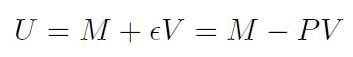 U = M + ϵV = M − PV